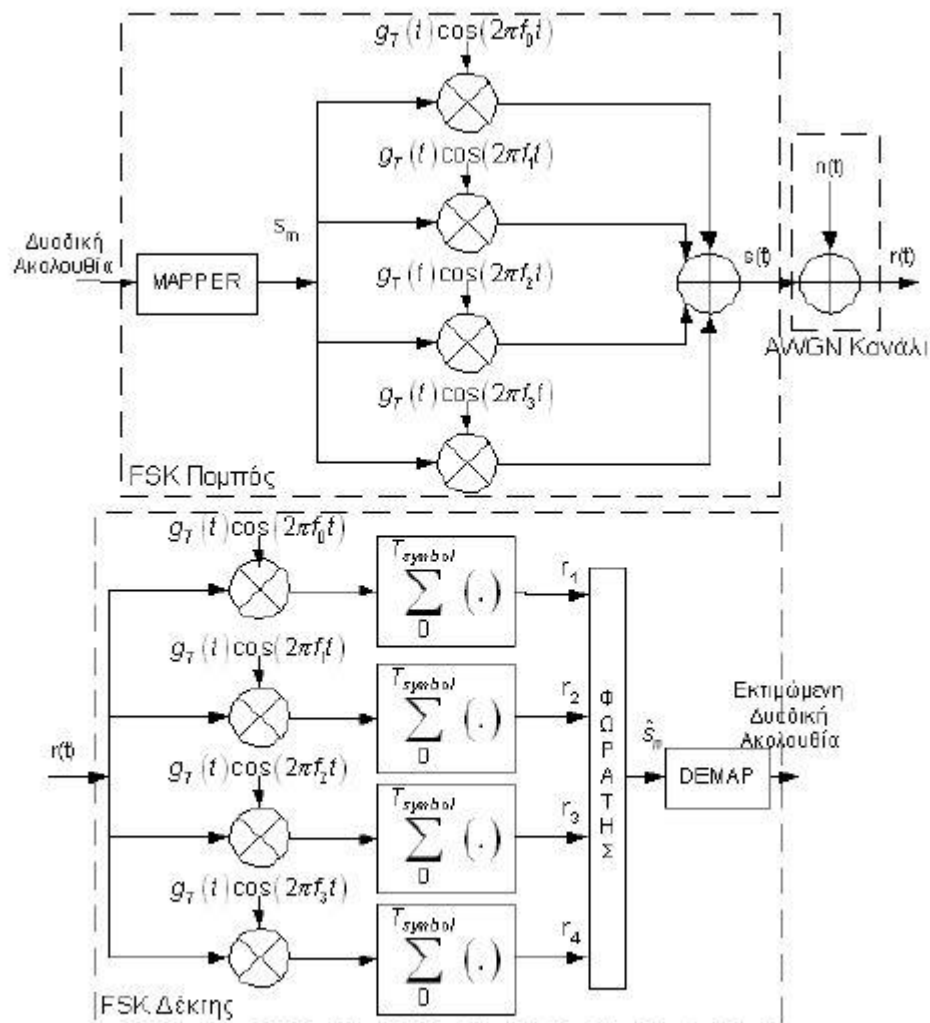 g_T(t)cos(2πf_0t)
g_T(t)cos(2πf_1t)
n(t)
S_m
Δυαδική
Ακολουθία
MAPPER
g_T(t)cos(2πf_2t)
s(t)
r(t)
AWGN Κανάλι
g_T(t)cos(2πf_3t)
FSK Πομπός
g_T(t)cos(2πf_0t)
T_symbol
∑ (.)
0
r_1
g_T(t)cos(2πf_1t)
T_symbol
∑ (.)
0
r_2
r(t)
g_T(t)cos(2πf_2t)
T_symbol
∑ (.)
0
r_3
g_T(t)cos(2πf_3t)
T_symbol
∑ (.)
0
r_4
ΦΩΡΑΤΗΣ
ŝ_m
DEMAP
Εκτιμώμενη
Δυαδική
Ακολουθία
FSK Δέκτης